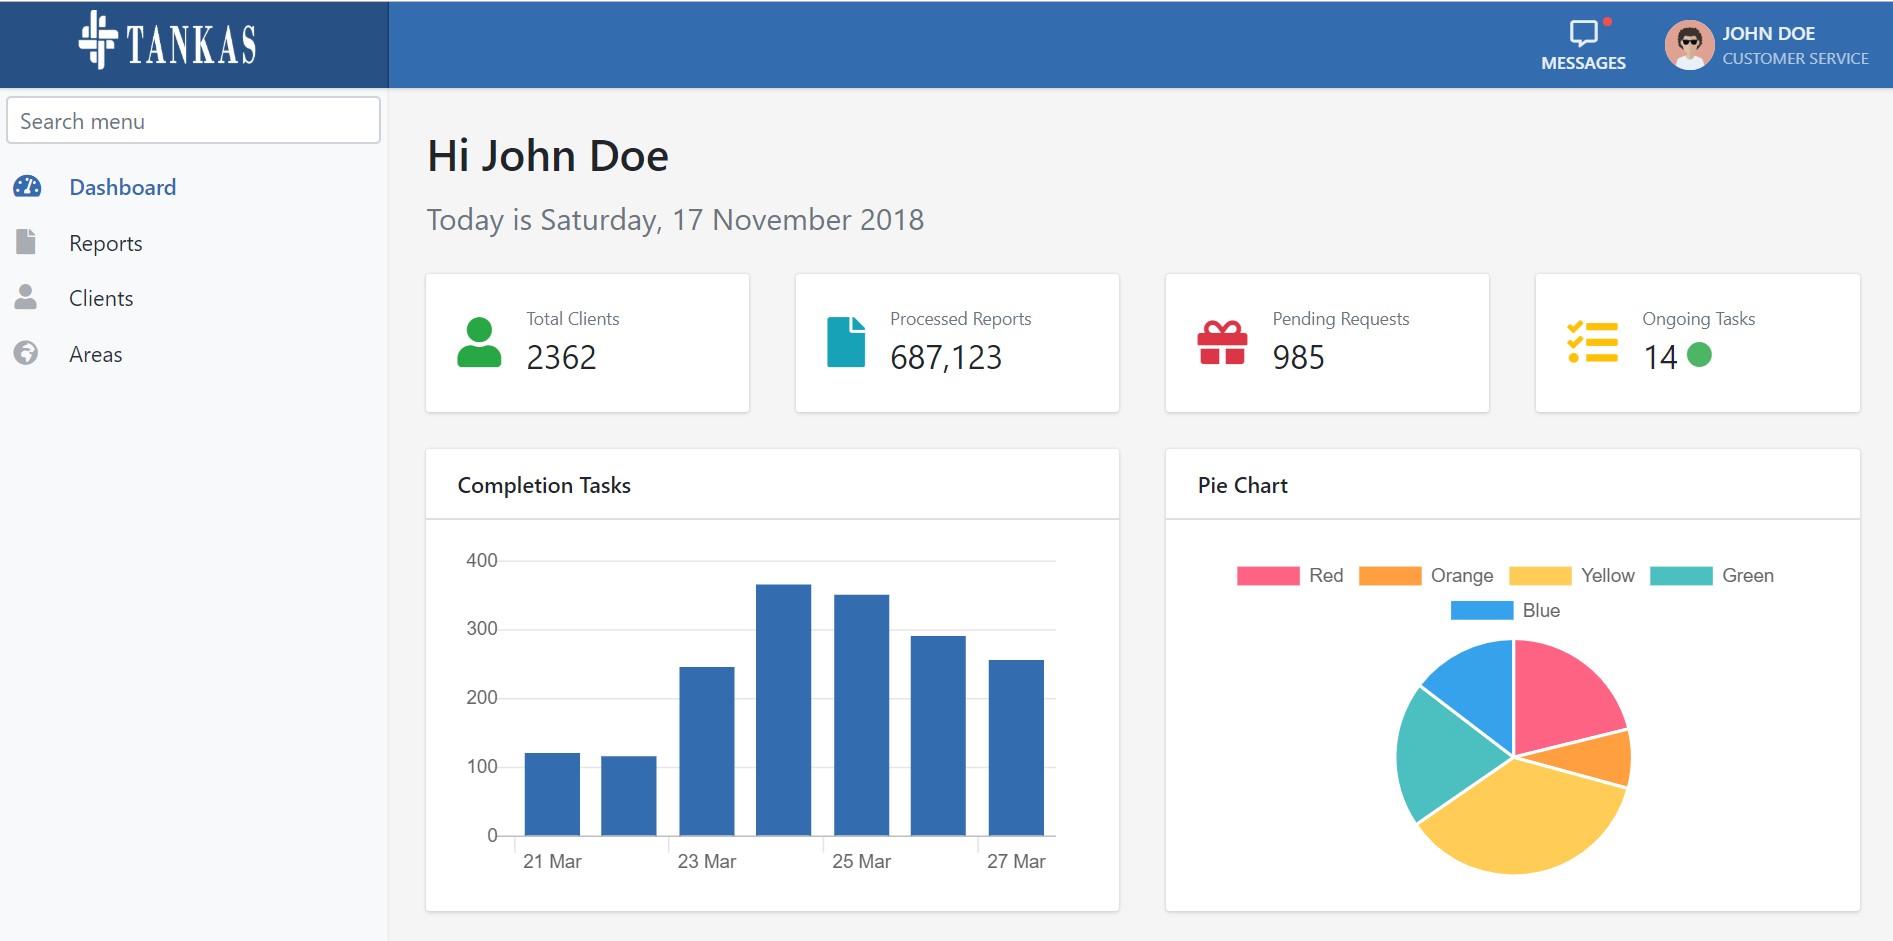 TANKAS
MESSAGES
JOHN DOE
CUSTOMER SERVICE
Search menu
Dashboard
Reports
Clients
Areas
Hi John Doe
Today is Saturday, 17 November 2018
Total Clients
2362
Processed Reports
687,123
Pending Requests
985
Ongoing Tasks
14
Completion Tasks
400
300
200
100
0
21 Mar
23 Mar
25 Mar
27 Mar
Pie Chart
Red
Orange
Yellow
Green
Blue